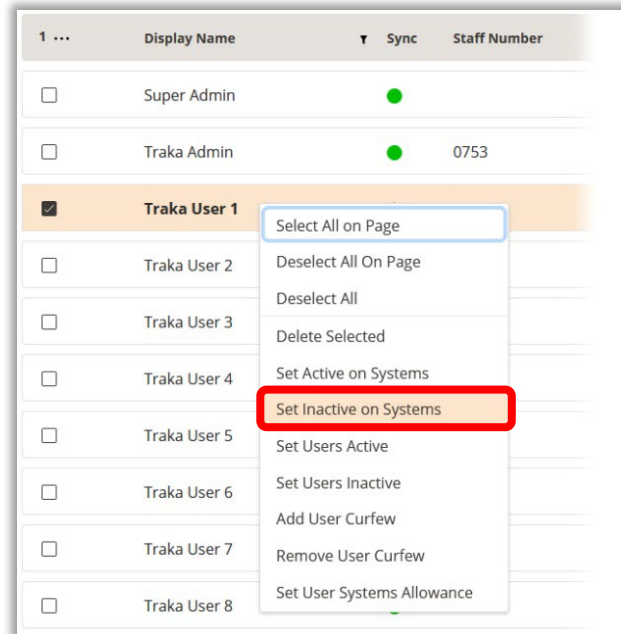 1 ... Display Name Sync Staff Number
Super Admin
Traka Admin 0753
Traka User 1
Select All on Page
Traka User 2 Deselect All On Page
Deselect All
Traka User 3
Delete Selected
Traka User 4 Set Active on Systems
Set Inactive on Systems
Traka User 5 Set Users Active
Traka User 6 Set Users Inactive
Add User Curfew
Traka User 7 Remove User Curfew
Traka User 8 Set User Systems Allowance